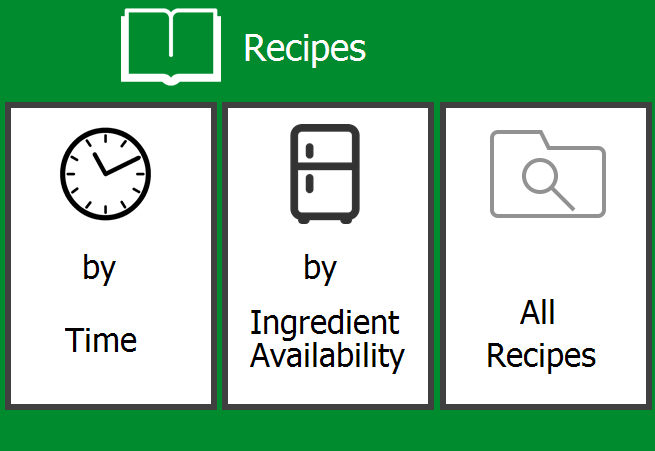 Recipes
by
Time
by
Ingredient
Availability
All
Recipes